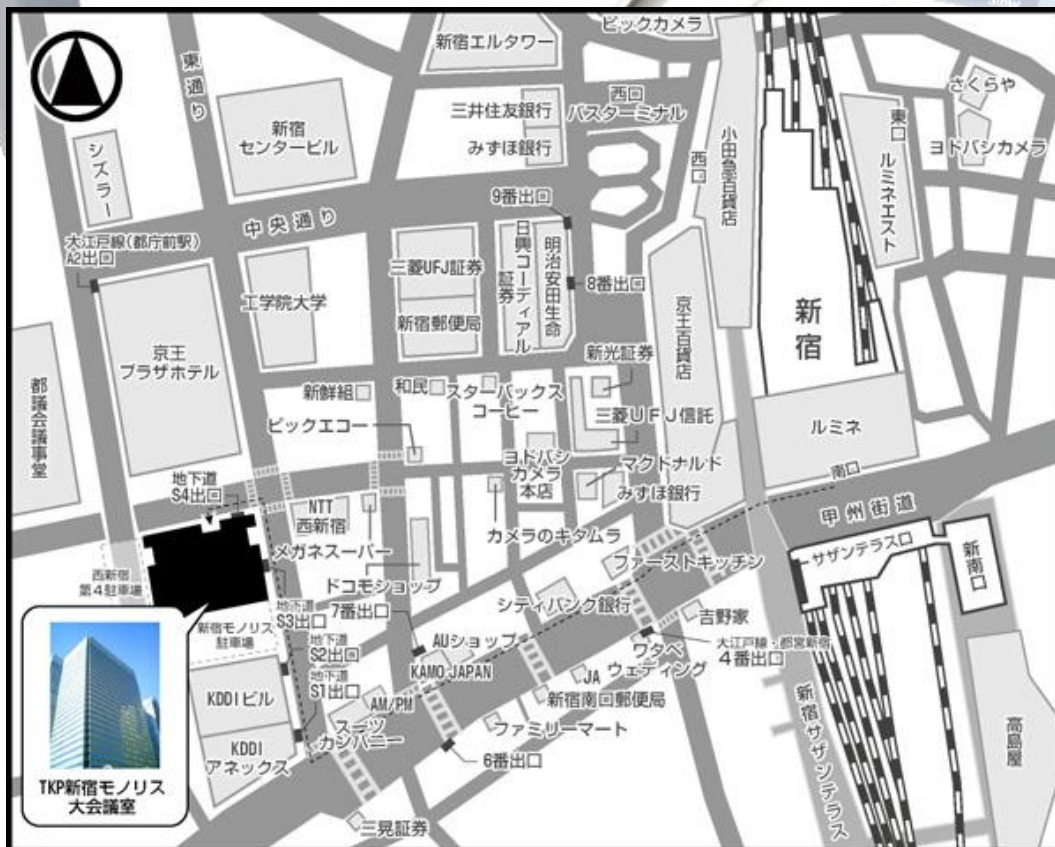 東通り
新宿エルタワー
ビックカメラ
三井住友銀行
みずほ銀行
西口
バスターミナル
新宿
センタービル
シズラー
小田急百貨店
西口
東口
ルミネエスト
さくらや
ヨドバシカメラ
中央通り
9番出口
大江戸線(都庁前駅)
A2出口
三菱UFJ証券
新宿郵便局
日興コーディアル
証券
明治安田生命
8番出口
工学院大学
京王
プラザホテル
都議会議事堂
京王百貨店
新宿
新光証券
新鮮組
和民
スターバックス
コーヒー
三菱UFJ信託
ルミネ
ビックエコー
ヨドバシ
カメラ
本店
マクドナルド
みずほ銀行
南口
甲州街道
地下道
S4出口
NTT
西新宿
メガネスーパー
カメラのキタムラ
ファーストキッチン
サザンテラス口
新南口
西新宿
第4駐車場
ドコモショップ
シティバンク銀行
吉野家
新宿モノリス
駐車場
地下道
S3出口
7番出口
AUショップ
大江戸線・都営新宿
4番出口
地下道
S2出口
KAMO JAPAN
ワタベ
ウェディング
地下道
S1出口
JA
新宿南口郵便局
KDDIビル
AM/PM
ファミリーマート
スーツ
カンパニー
KDDI
アネックス
6番出口
新宿サザンテラス
高島屋
三晃証券
TKP新宿モノリス
大会議室